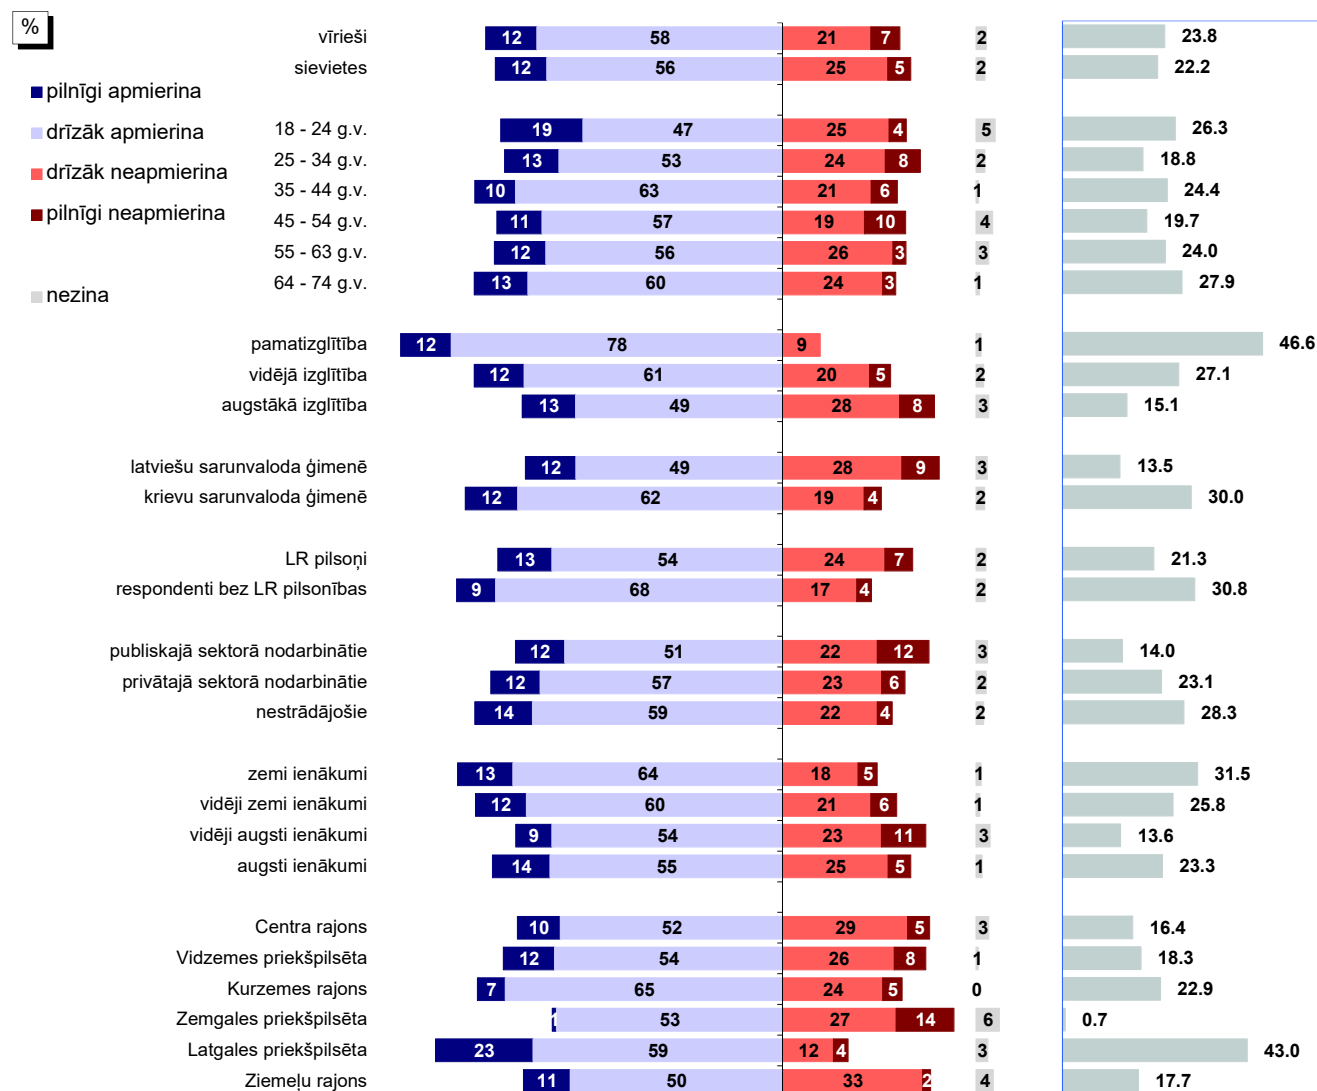 %
pilnīgi apmierina
drīzāk apmierina
drīzāk neapmierina
pilnīgi neapmierina
nezina
vīrieši 12 58 21 7 2 23.8
sievietes 12 56 25 5 2 22.2
18 - 24 g.v. 19 47 25 4 5 26.3
25 - 34 g.v. 13 53 24 8 2 18.8
35 - 44 g.v. 10 63 21 6 1 24.4
45 - 54 g.v. 11 57 19 10 4 19.7
55 - 63 g.v. 12 56 26 3 3 24.0
64 - 74 g.v. 13 60 24 3 1 27.9
pamatizglītība 12 78 9 1 46.6
vidējā izglītība 12 61 20 5 2 27.1
augstākā izglītība 13 49 28 8 3 15.1
latviešu sarunvaloda ģimenē 12 49 28 9 3 13.5
krievu sarunvaloda ģimenē 12 62 19 4 2 30.0
LR pilsoņi 13 54 24 7 2 21.3
respondenti bez LR pilsonības 9 68 17 4 2 30.8
publiskajā sektorā nodarbinātie 12 51 22 12 3 14.0
privātajā sektorā nodarbinātie 12 57 23 6 2 23.1
nestrādājošie 14 59 22 4 2 28.3
zemi ienākumi 13 64 18 5 1 31.5
vidēji zemi ienākumi 12 60 21 6 1 25.8
vidēji augsti ienākumi 9 54 23 11 3 13.6
augsti ienākumi 14 55 25 5 1 23.3
Centra rajons 10 52 29 5 3 16.4
Vidzemes priekšpilsēta 12 54 26 8 1 18.3
Kurzemes rajons 7 65 24 5 0 22.9
Zemgales priekšpilsēta 1 53 27 14 6 0.7
Latgales priekšpilsēta 23 59 12 4 3 43.0
Ziemeļu rajons 11 50 33 2 4 17.7